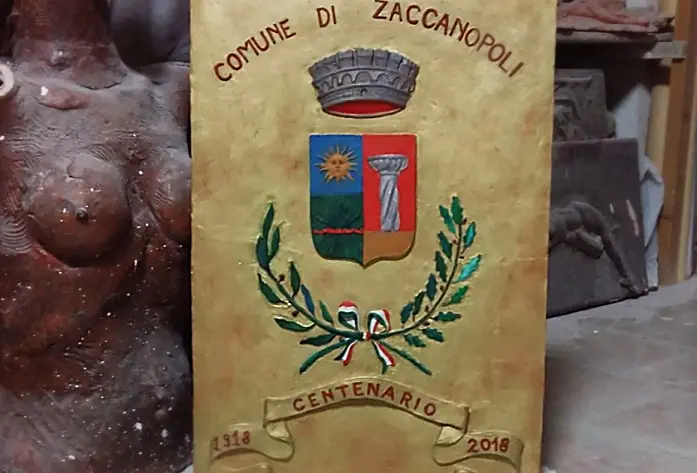 COMUNE DI ZACCANOPOLI
CENTENARIO
1918 2018